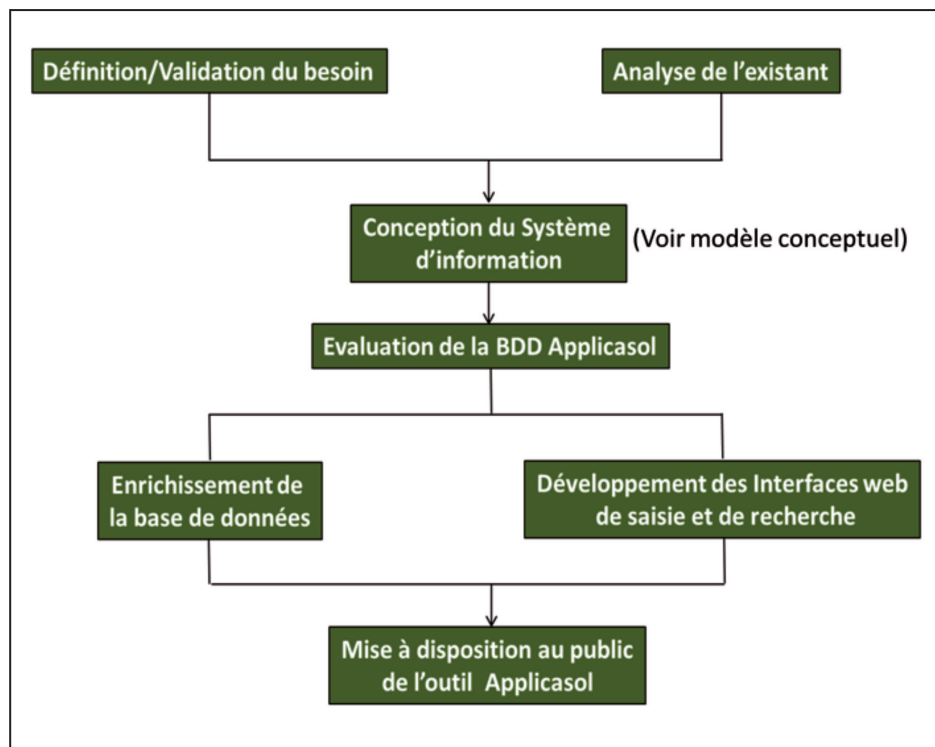 Définition/Validation du besoin
Analyse de l'existant
Conception du Système
d'information
(Voir modèle conceptuel)
Evaluation de la BDD Applicasol
Enrichissement de
la base de données
Développement des Interfaces web
de saisie et de recherche
Mise à disposition au public
de l'outil Applicasol